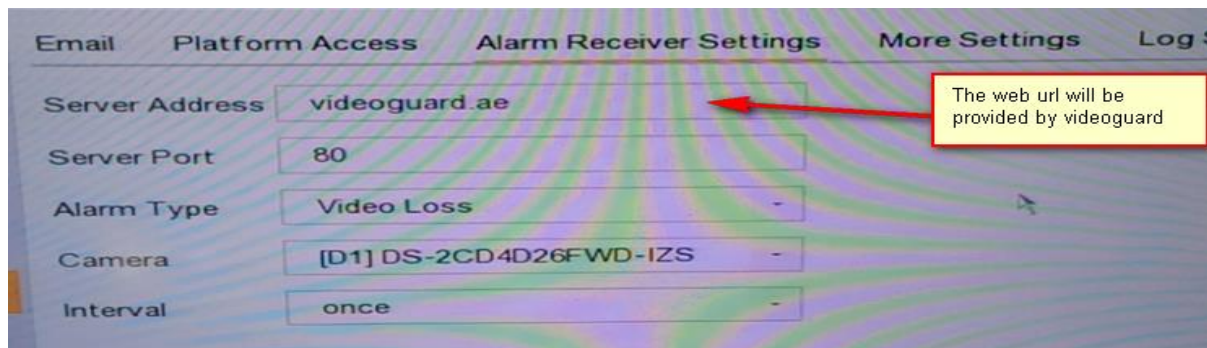 Email Platform Access Alarm Receiver Settings More Settings Log
Server Address videoguard.ae
The web url will be
provided by videoguard
Server Port 80
Alarm Type Video Loss
Camera [D1] DS-2CD4D26FWD-IZS
Interval once